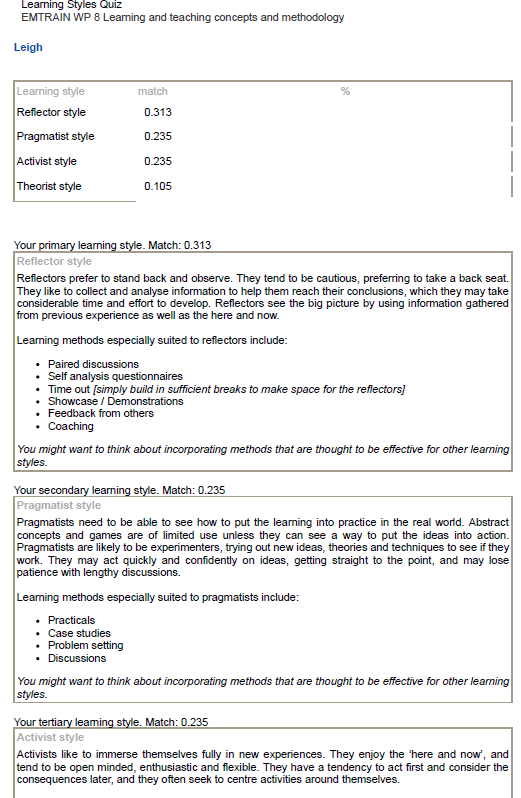 Learning Styles Quiz
EMTRAIN WP 8 Learning and teaching concepts and methodology
Leigh
Learning style match %
Reflector style 0.313
Pragmatist style 0.235
Activist style 0.235
Theorist style 0.105
Your primary learning style. Match: 0.313
Reflector style
Reflectors prefer to stand back and observe. They tend to be cautious, preferring to take a back seat.
They like to collect and analyse information to help them reach their conclusions, which they may take
considerable time and effort to develop. Reflectors see the big picture by using information gathered
from previous experience as well as the here and now.
Learning methods especially suited to reflectors include:
• Paired discussions
• Self analysis questionnaires
• Time out [simply build in sufficient breaks to make space for the reflectors]
• Showcase / Demonstrations
• Feedback from others
• Coaching
You might want to think about incorporating methods that are thought to be effective for other learning
styles.
Your secondary learning style. Match: 0.235
Pragmatist style
Pragmatists need to be able to see how to put the learning into practice in the real world. Abstract
concepts and games are of limited use unless they can see a way to put the ideas into action.
Pragmatists are likely to be experimenters, trying out new ideas, theories and techniques to see if they
work. They may act quickly and confidently on ideas, getting straight to the point, and may lose
patience with lengthy discussions.
Learning methods especially suited to pragmatists include:
• Practicals
• Case studies
• Problem setting
• Discussions
You might want to think about incorporating methods that are thought to be effective for other learning
styles.
Your tertiary learning style. Match: 0.235
Activist style
Activists like to immerse themselves fully in new experiences. They enjoy the ‘here and now’, and
tend to be open minded, enthusiastic and flexible. They have a tendency to act first and consider the
consequences later, and they often seek to centre activities around themselves.